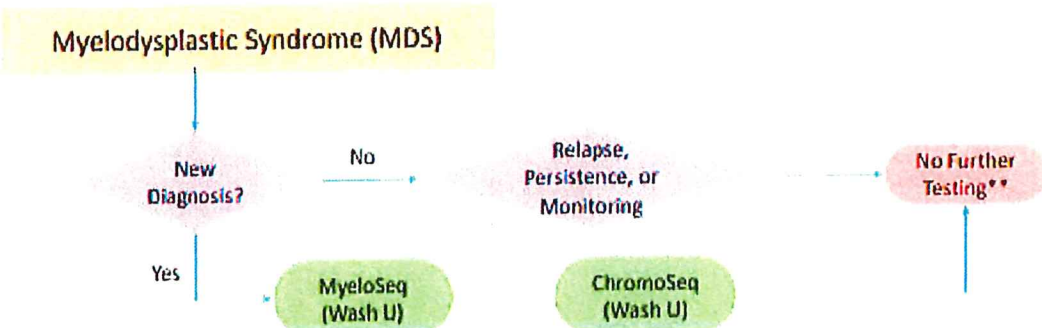 Myelodysplastic Syndrome (MDS)
New
Diagnosis?
No
Relapse,
Persistence, or
Monitoring
No Further
Testing**
Yes
MyeloSeq
(Wash U)
ChromoSeq
(Wash U)